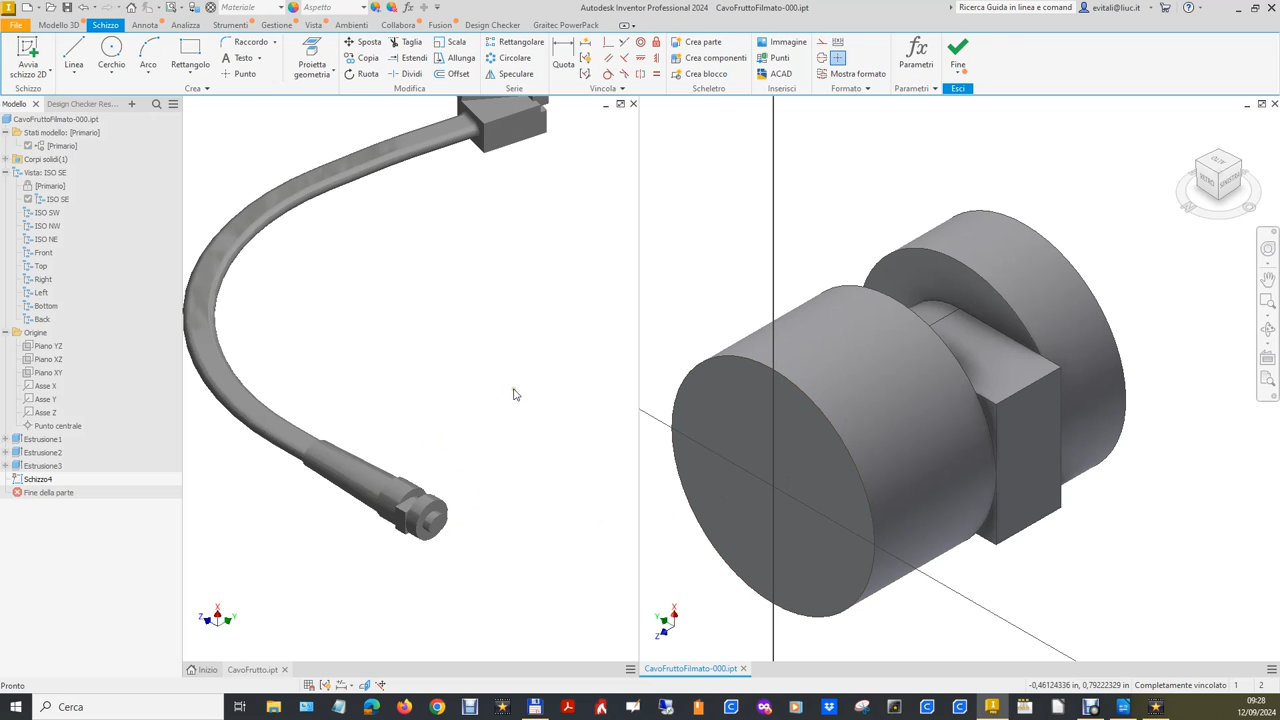 Materiale
Aspetto
Autodesk Inventor Professional 2024
CavoFruttoFilmato-000.ipt
Ricerca Guida in linea e comandi
evitali@liuc.it
File
Modello 3D
Schizzo
Annota
Analizza
Strumenti
Gestione
Vista
Ambienti
Collabora
Fusion
Design Checker
Graitec PowerPack
Avvia
schizzo 2D
Linea
Cerchio
Arco
Rettangolo
Raccordo
Testo
Punto
Proietta
geometria
Sposta
Copia
Ruota
Taglia
Estendi
Dividi
Scala
Allunga
Offset
Rettangolare
Circolare
Speculare
Quota
Crea parte
Crea componenti
Crea blocco
Immagine
Punti
ACAD
Mostra formato
Parametri
Fine
Schizzo
Crea
Modifica
Serie
Vincola
Scheletro
Inserisci
Formato
Parametri
Esci
Modello
Design Checker Res...
CavoFruttoFilmato-000.ipt
Stati modello: [Primario]
[Primario]
Corpi solidi(1)
Vista: ISO SE
[Primario]
ISO SE
ISO SW
ISO NW
ISO NE
Front
Top
Right
Left
Bottom
Back
Origine
Piano YZ
Piano XZ
Piano XY
Asse X
Asse Y
Asse Z
Punto centrale
Estrusione1
Estrusione2
Estrusione3
Schizzo4
Fine della parte
X
Z
Y
X
Y
Z
Inizio
CavoFrutto.ipt
CavoFruttoFilmato-000.ipt
Pronto
-0,46124336 in, 0,79222329 in
Completamente vincolato
1
2
Cerca
09:28
12/09/2024